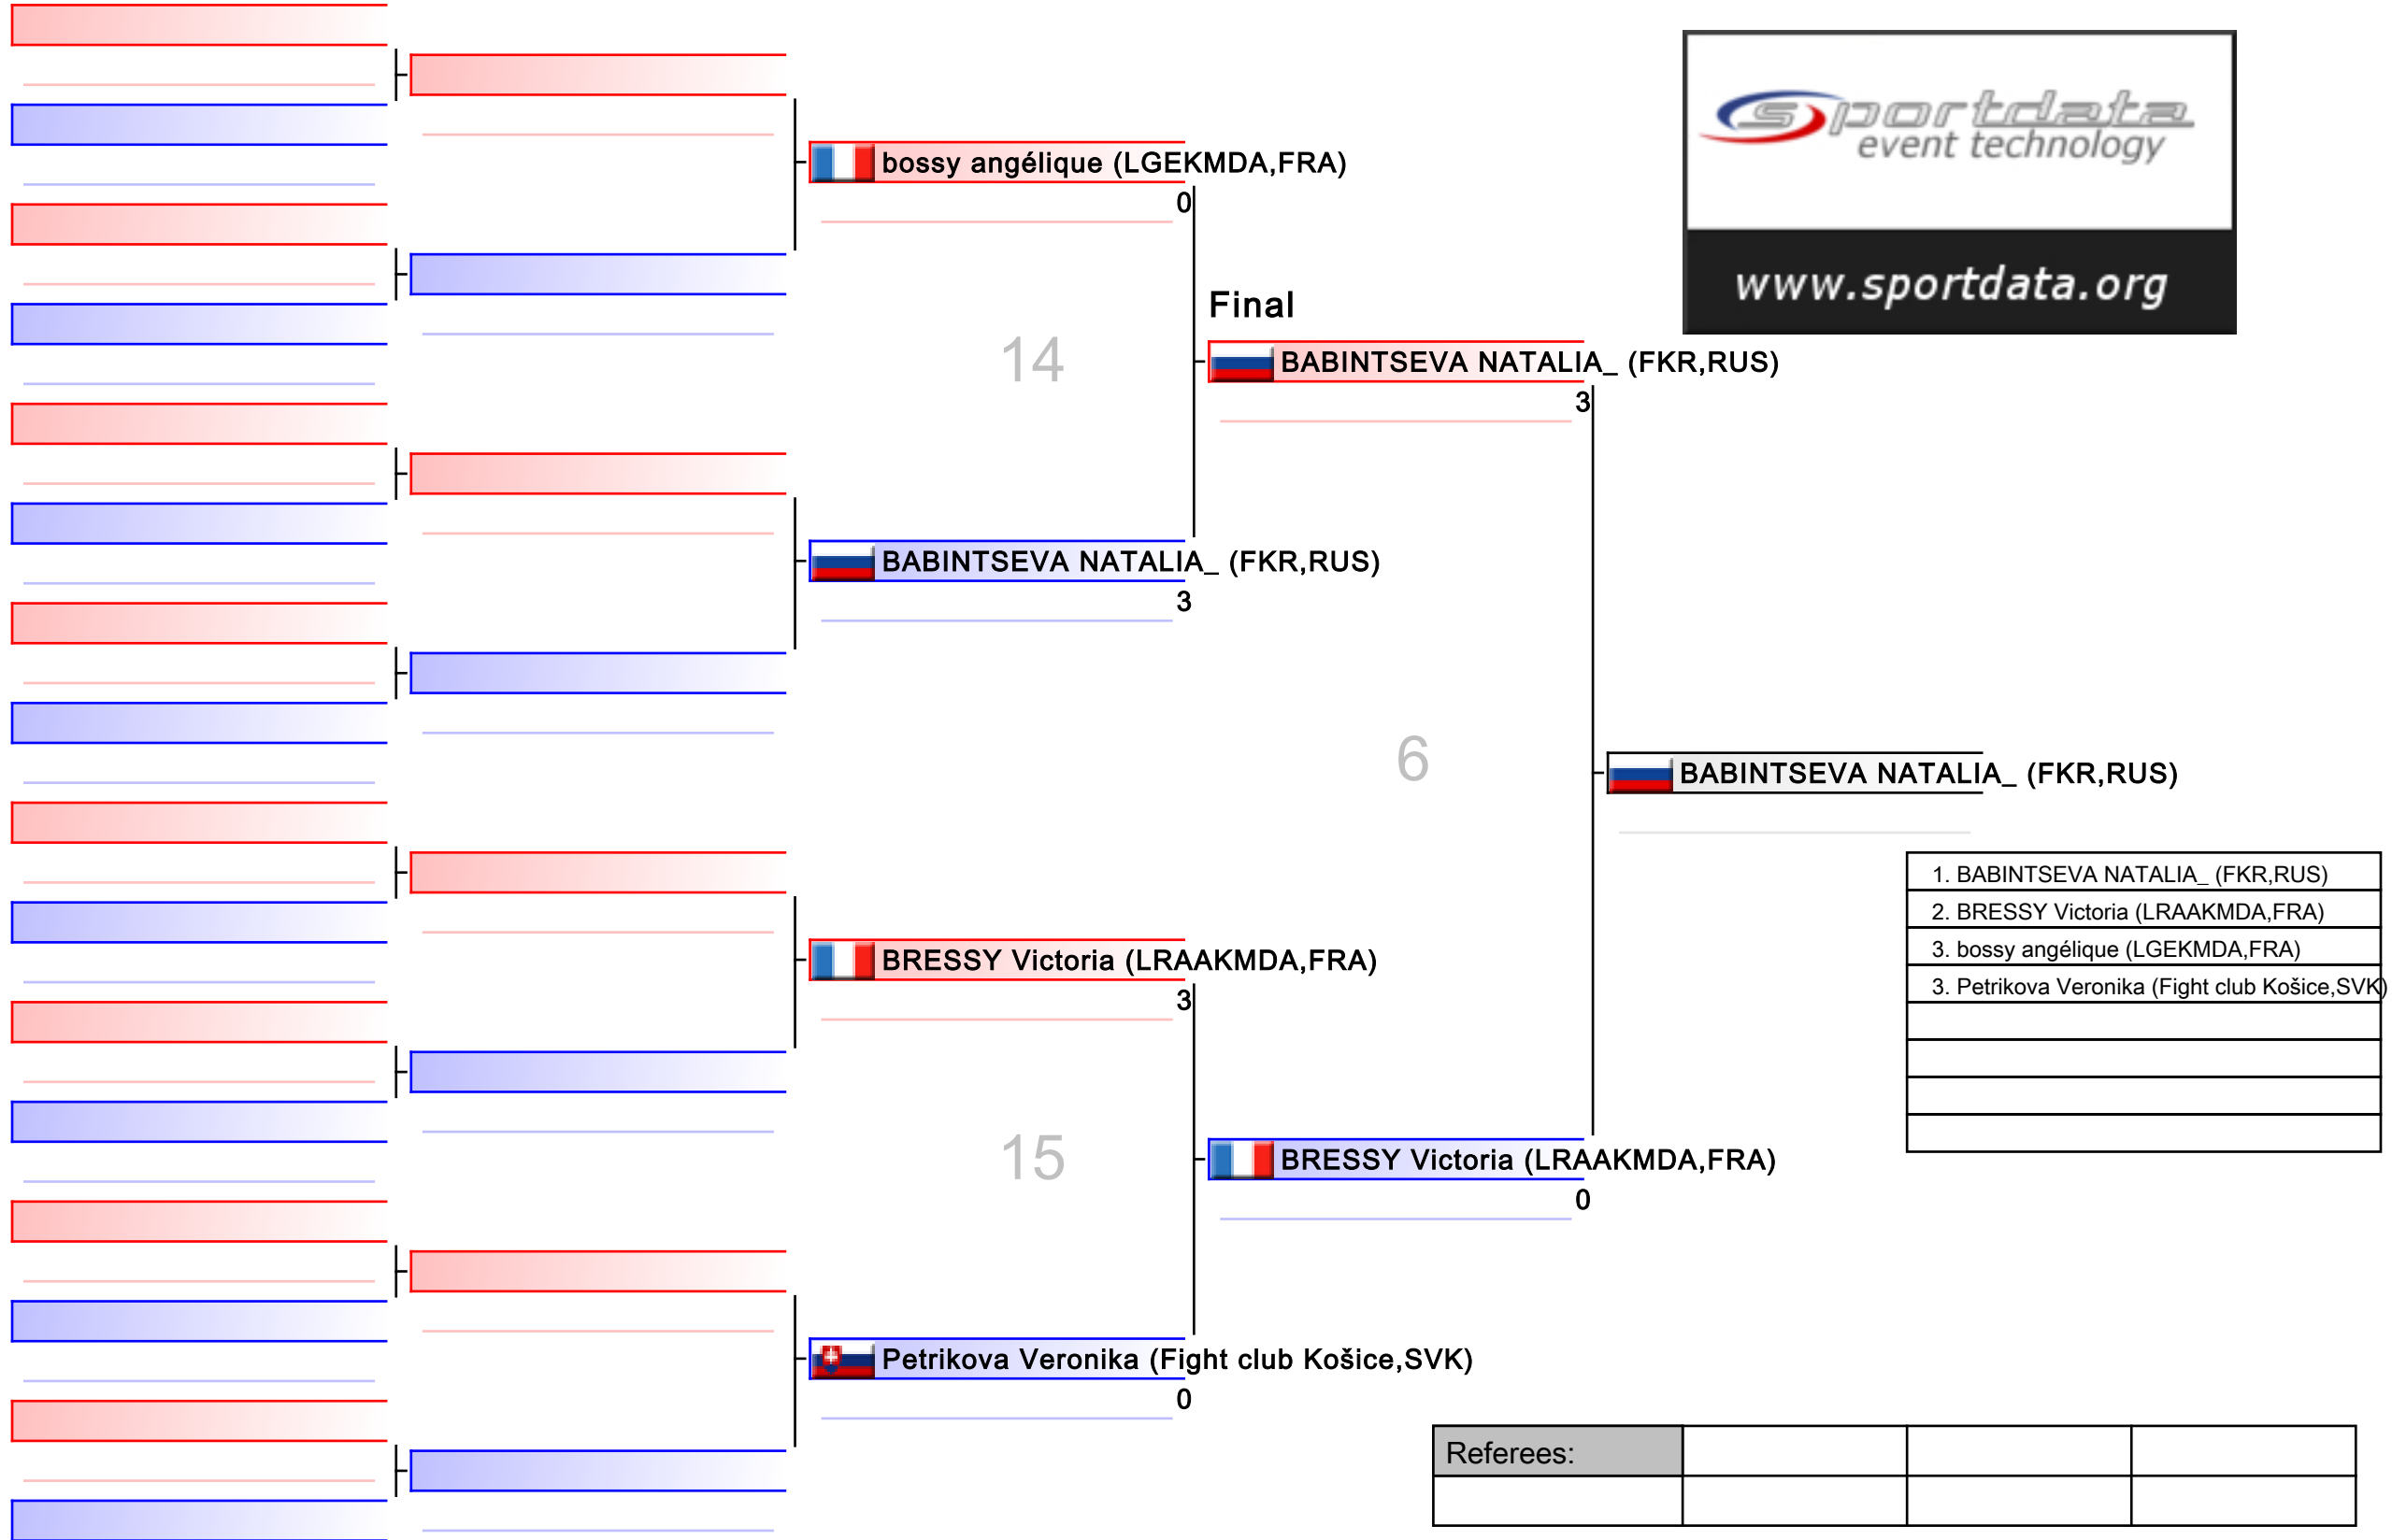 sportdata
event technology
www.sportdata.org
bossy angélique (LGEKMDA,FRA)
0
Final
14
BABINTSEVA NATALIA_ (FKR,RUS)
3
BABINTSEVA NATALIA_ (FKR,RUS)
3
6
BABINTSEVA NATALIA_ (FKR,RUS)
1. BABINTSEVA NATALIA_ (FKR,RUS)
2. BRESSY Victoria (LRAAKMDA,FRA)
3. bossy angélique (LGEKMDA,FRA)
3. Petrikova Veronika (Fight club Košice,SVK)
BRESSY Victoria (LRAAKMDA,FRA)
3
15
BRESSY Victoria (LRAAKMDA,FRA)
0
Petrikova Veronika (Fight club Košice,SVK)
0
Referees: